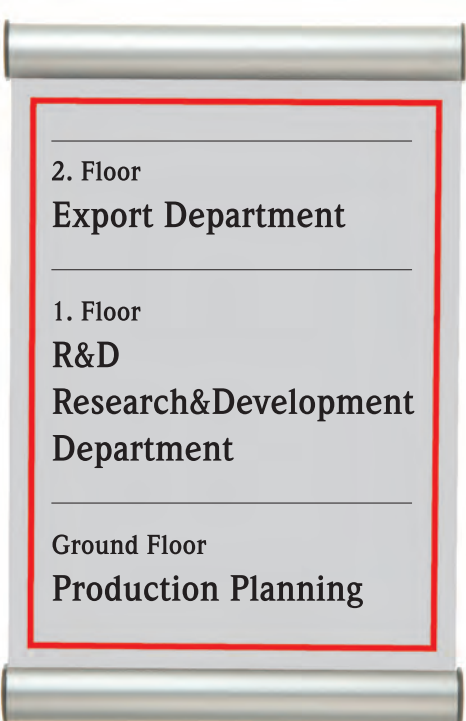 2. Floor
Export Department
1. Floor
R&D
Research&Development
Department
Ground Floor
Production Planning